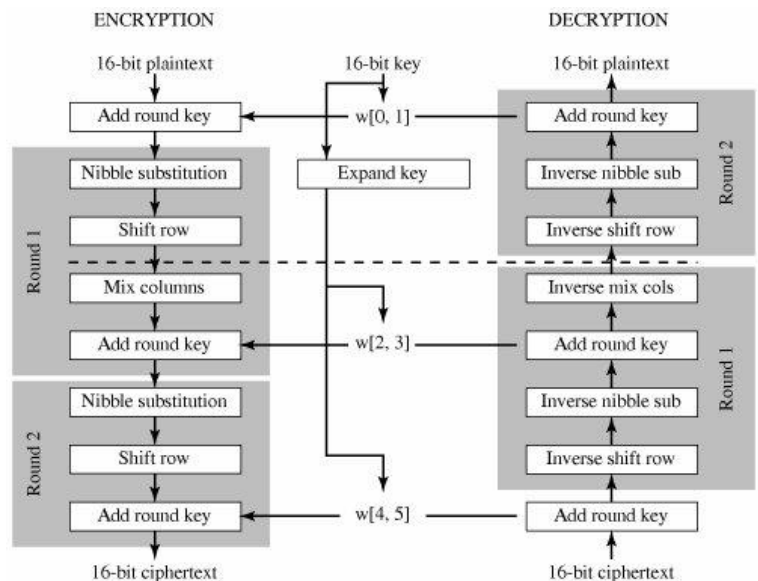 ENCRYPTION
DECRYPTION
16-bit plaintext
16-bit key
16-bit plaintext
Add round key
w[0, 1]
Add round key
Nibble substitution
Expand key
Inverse nibble sub
Round 2
Shift row
Inverse shift row
Round 1
Mix columns
Inverse mix cols
Add round key
w[2, 3]
Add round key
Nibble substitution
Inverse nibble sub
Round 1
Round 2
Shift row
Inverse shift row
Add round key
w[4, 5]
Add round key
16-bit ciphertext
16-bit ciphertext